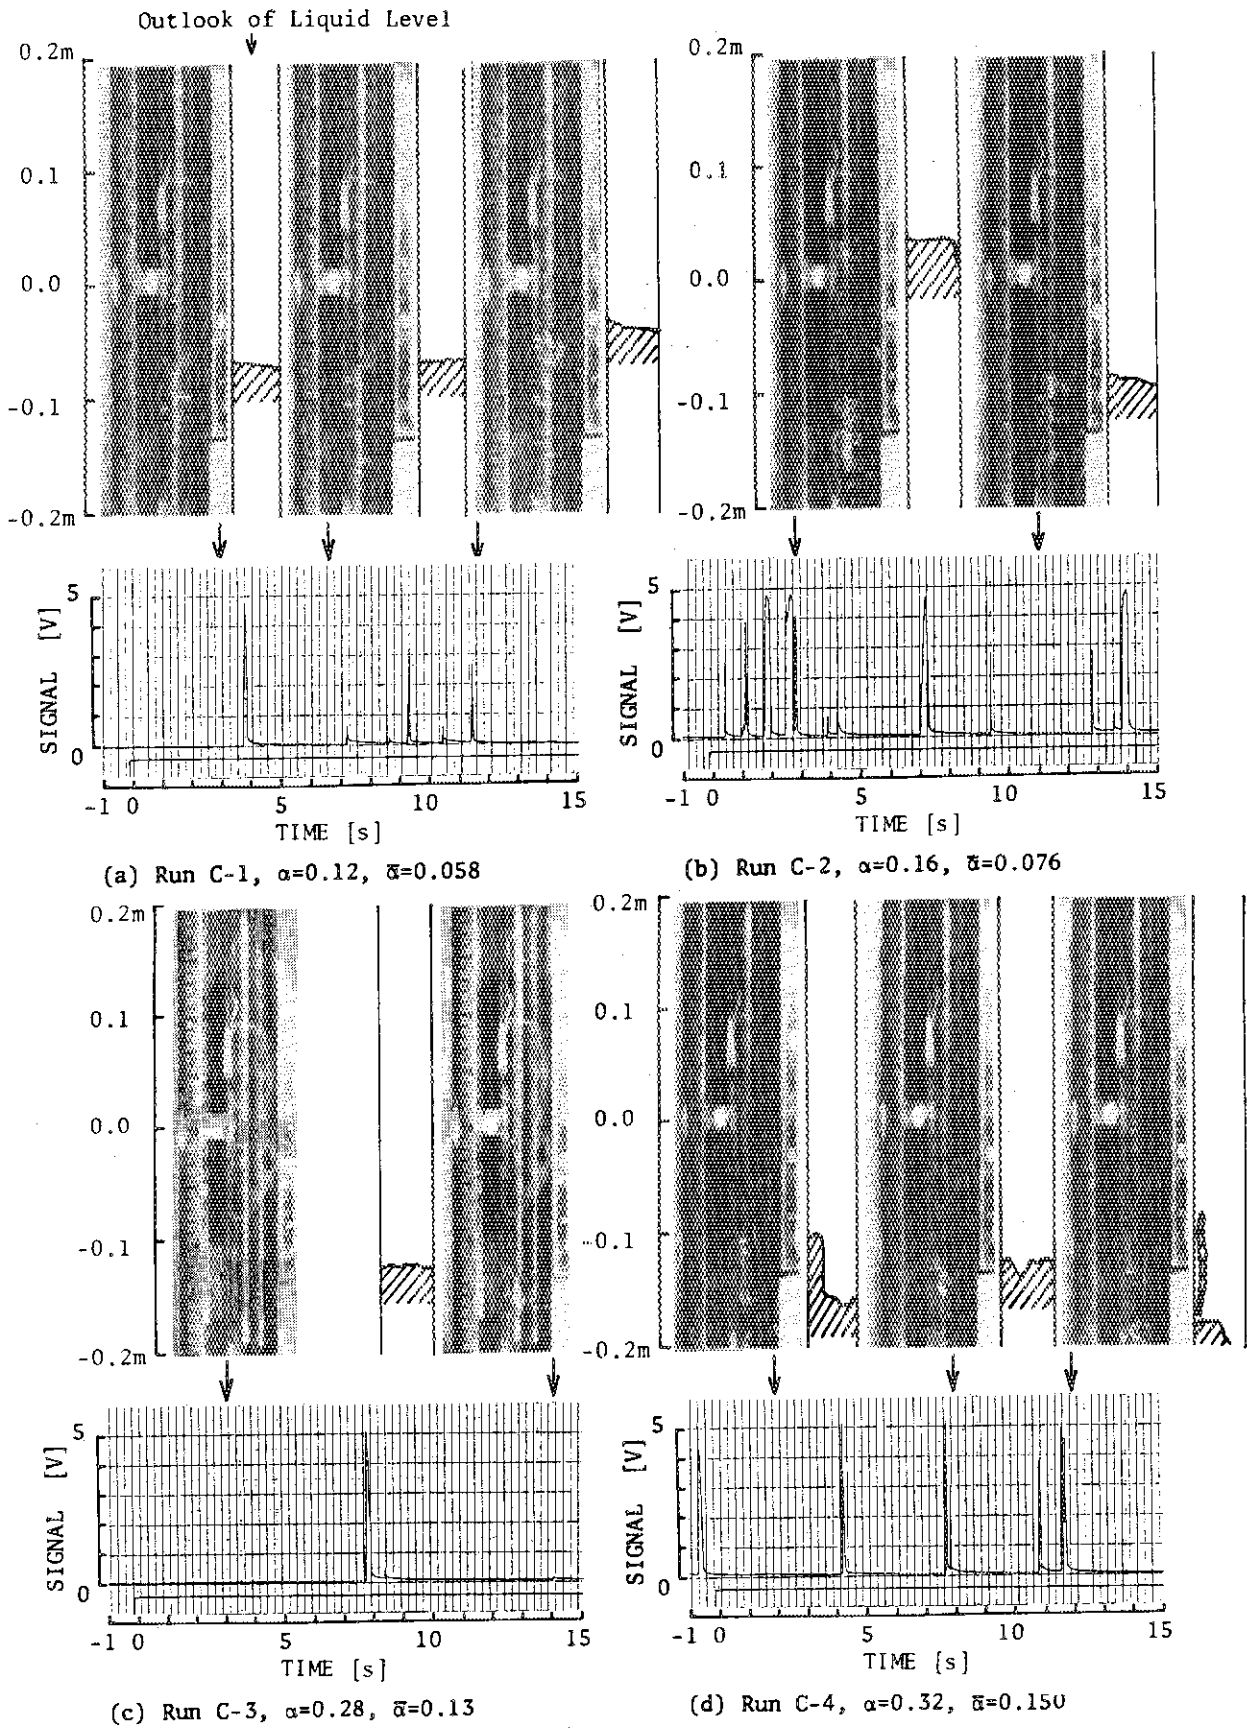 Outlook of Liquid Level
0.2m
0.1
0.0
-0.1
-0.2m
SIGNAL [V]
5
0
-1 0 5 10 15
TIME [s]
(a) Run C-1, α=0.12, ᾱ=0.058
0.2m
0.1
0.0
-0.1
-0.2m
SIGNAL [V]
5
0
-1 0 5 10 15
TIME [s]
(b) Run C-2, α=0.16, ᾱ=0.076
0.2m
0.1
0.0
-0.1
-0.2m
SIGNAL [V]
5
0
-1 0 5 10 15
TIME [s]
(c) Run C-3, α=0.28, ᾱ=0.13
0.2m
0.1
0.0
-0.1
-0.2m
SIGNAL [V]
5
0
-1 0 5 10 15
TIME [s]
(d) Run C-4, α=0.32, ᾱ=0.150